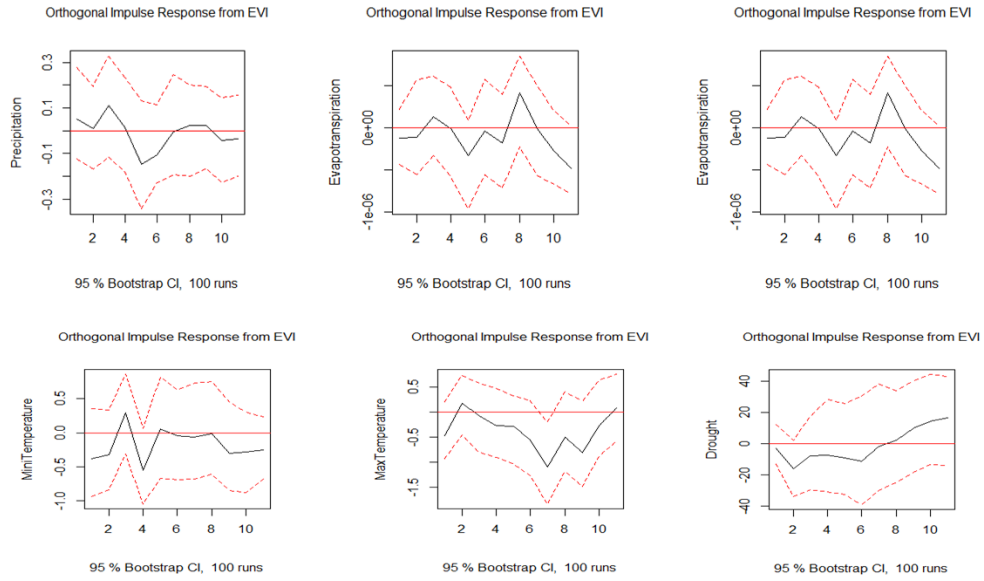 Orthogonal Impulse Response from EVI
Precipitation
0.3
0.1
-0.1
-0.3
2 4 6 8 10
95 % Bootstrap CI, 100 runs
Orthogonal Impulse Response from EVI
Evapotranspiration
0e+00
-1e-06
2 4 6 8 10
95 % Bootstrap CI, 100 runs
Orthogonal Impulse Response from EVI
Evapotranspiration
0e+00
-1e-06
2 4 6 8 10
95 % Bootstrap CI, 100 runs
Orthogonal Impulse Response from EVI
MiniTemperature
0.5
0.0
-0.5
-1.0
2 4 6 8 10
95 % Bootstrap CI, 100 runs
Orthogonal Impulse Response from EVI
MaxTemperature
0.5
-0.5
-1.5
2 4 6 8 10
95 % Bootstrap CI, 100 runs
Orthogonal Impulse Response from EVI
Drought
40
20
0
-20
-40
2 4 6 8 10
95 % Bootstrap CI, 100 runs